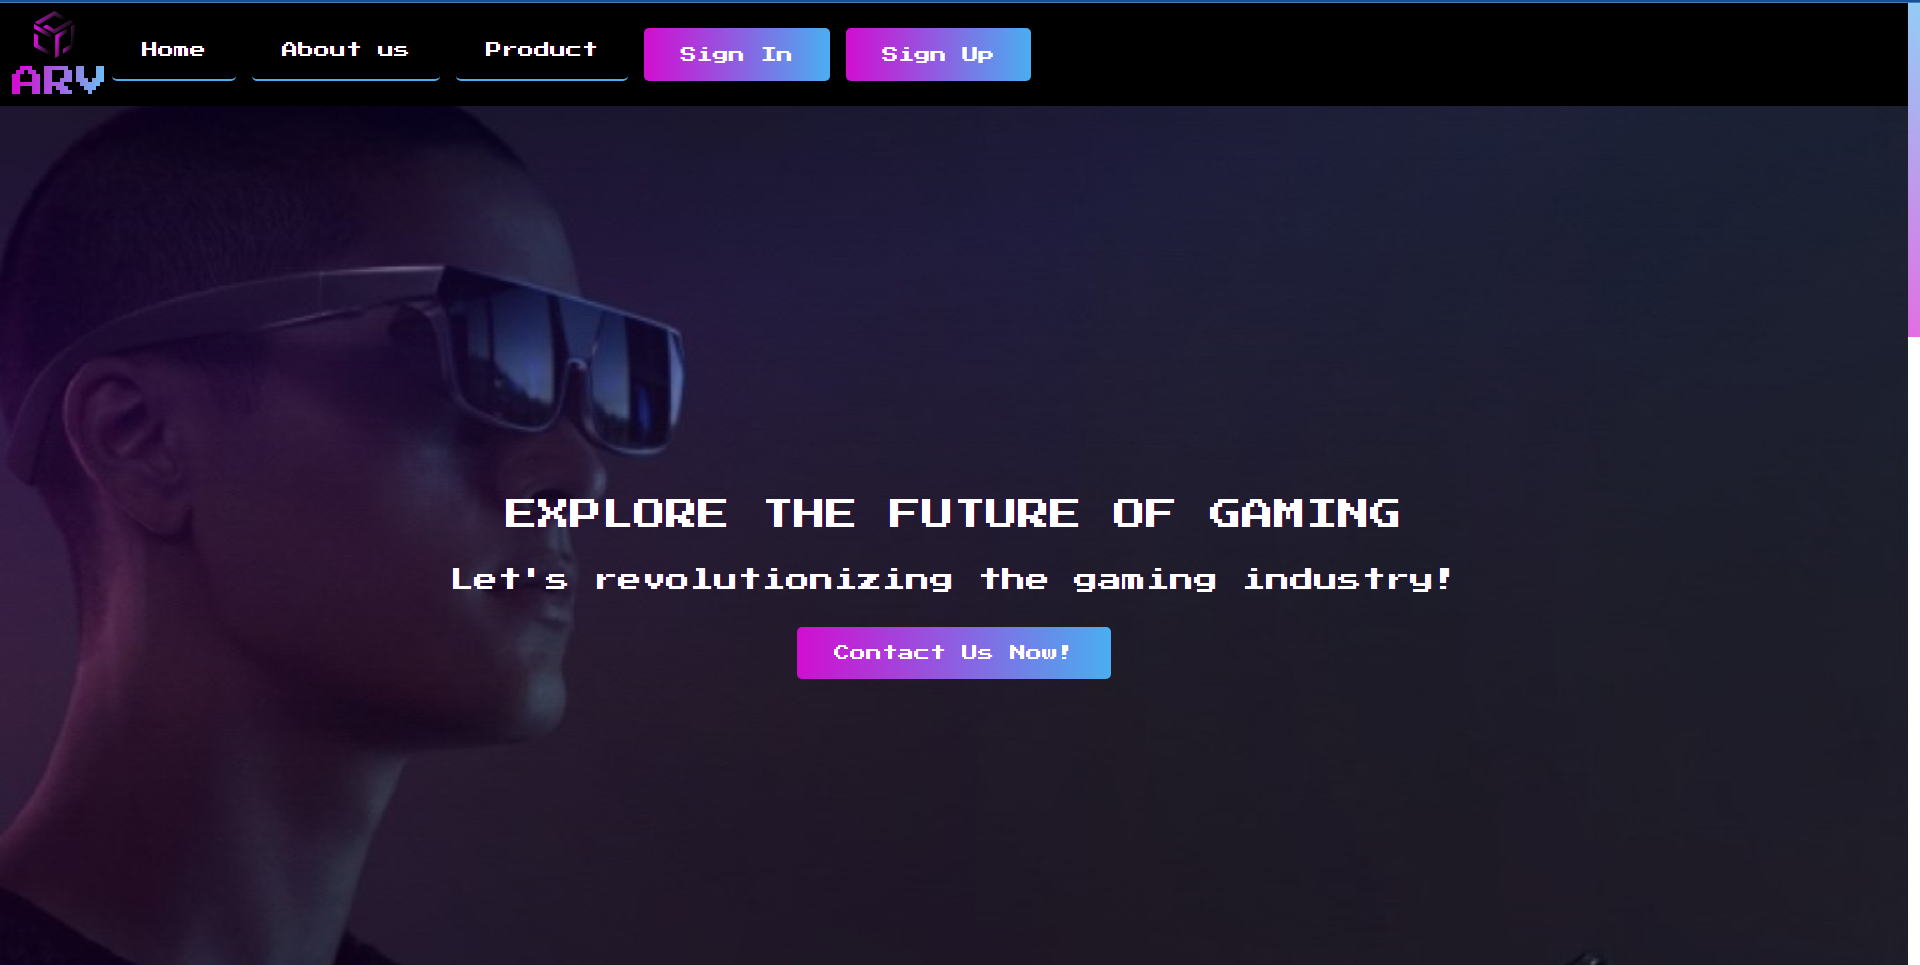 ARV
Home
About us
Product
Sign In
Sign Up
EXPLORE THE FUTURE OF GAMING
Let's revolutionizing the gaming industry!
Contact Us Now!